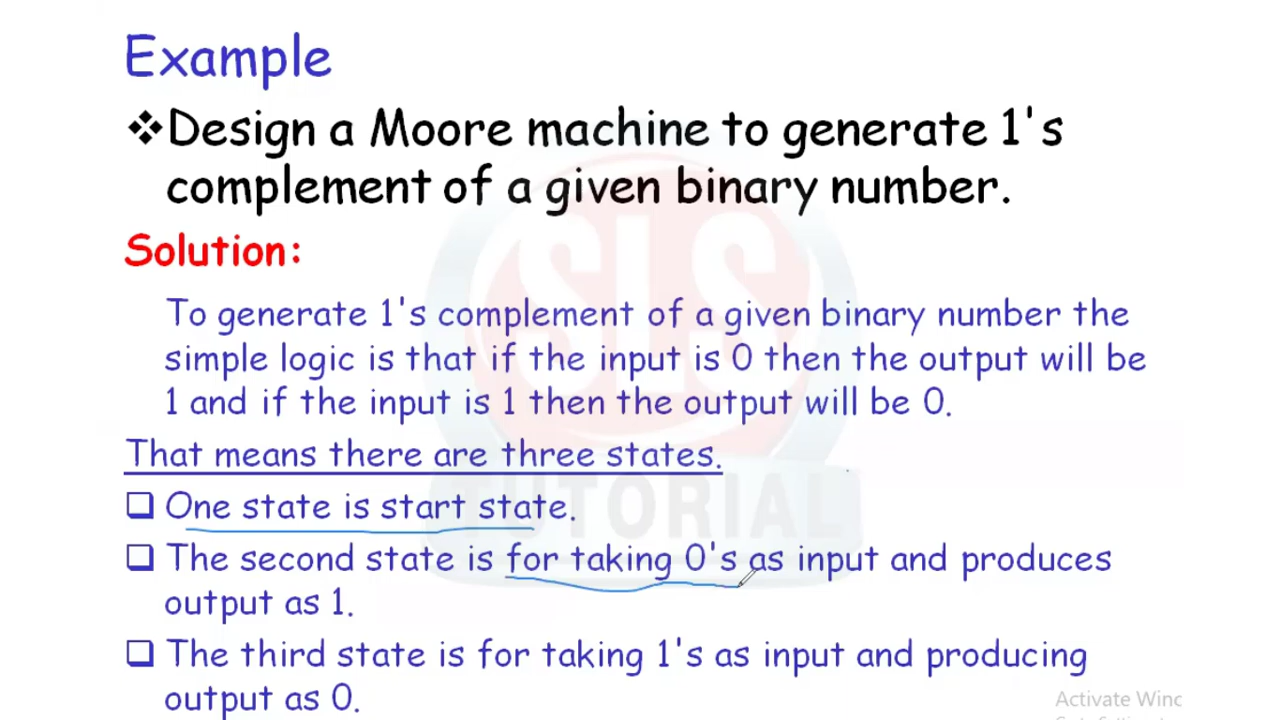 Example
❖Design a Moore machine to generate 1's
complement of a given binary number.
Solution:
To generate 1's complement of a given binary number the
simple logic is that if the input is 0 then the output will be
1 and if the input is 1 then the output will be 0.
That means there are three states.
❑ One state is start state.
❑ The second state is for taking 0's as input and produces
output as 1.
❑ The third state is for taking 1's as input and producing
output as 0.
SLS
TUTORIAL
Activate Winc